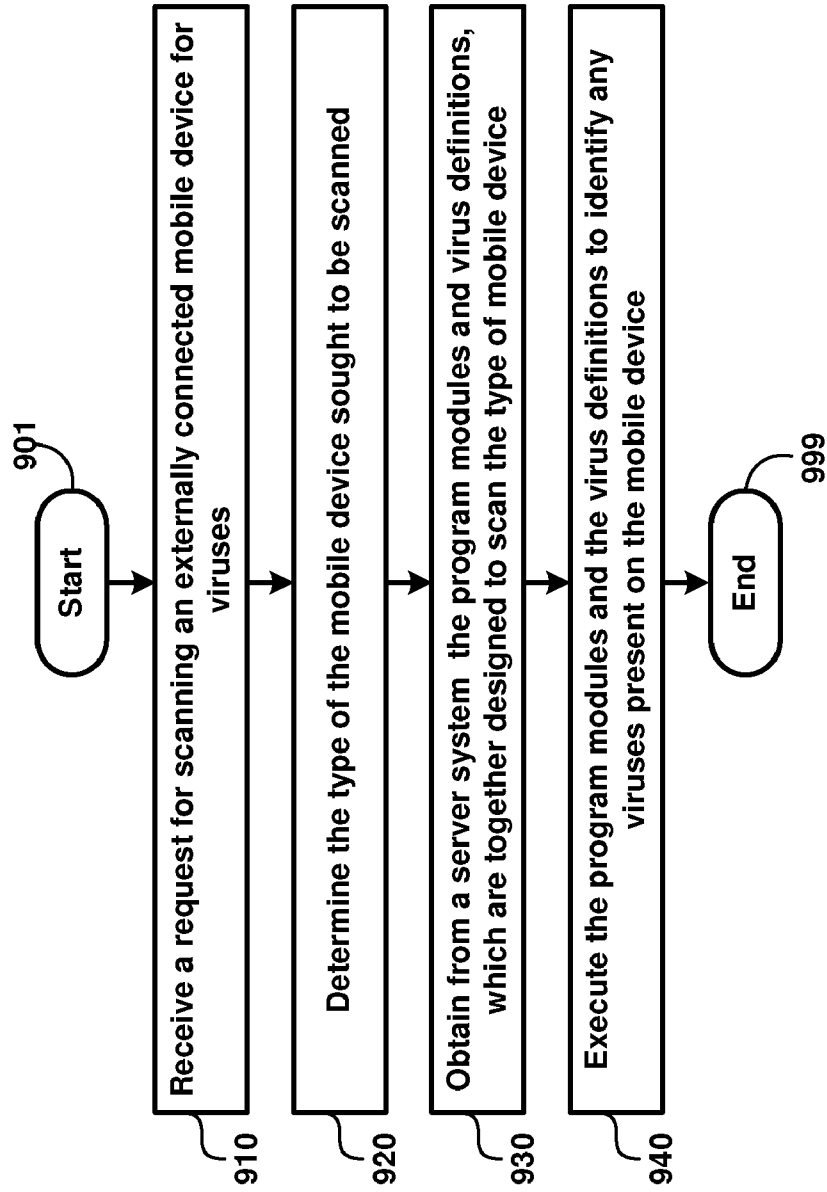 901
Start
Receive a request for scanning an externally connected mobile device for
viruses
910
Determine the type of the mobile device sought to be scanned
920
Obtain from a server system the program modules and virus definitions,
which are together designed to scan the type of mobile device
930
Execute the program modules and the virus definitions to identify any
viruses present on the mobile device
940
End
999